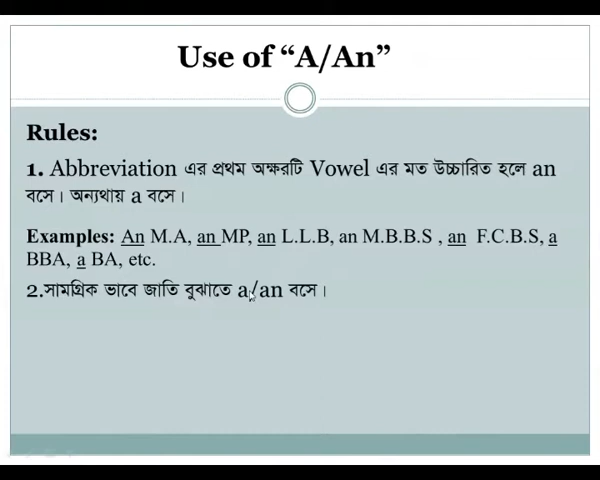 Use of “A/An”
Rules:
1. Abbreviation এর প্রথম অক্ষরটি Vowel এর মত উচ্চারিত হলে an
বসে। অন্যথায় a বসে।
Examples: An M.A, an MP, an L.L.B, an M.B.B.S , an F.C.B.S, a
BBA, a BA, etc.
2.সামগ্রিক ভাবে জাতি বুঝাতে a/an বসে।